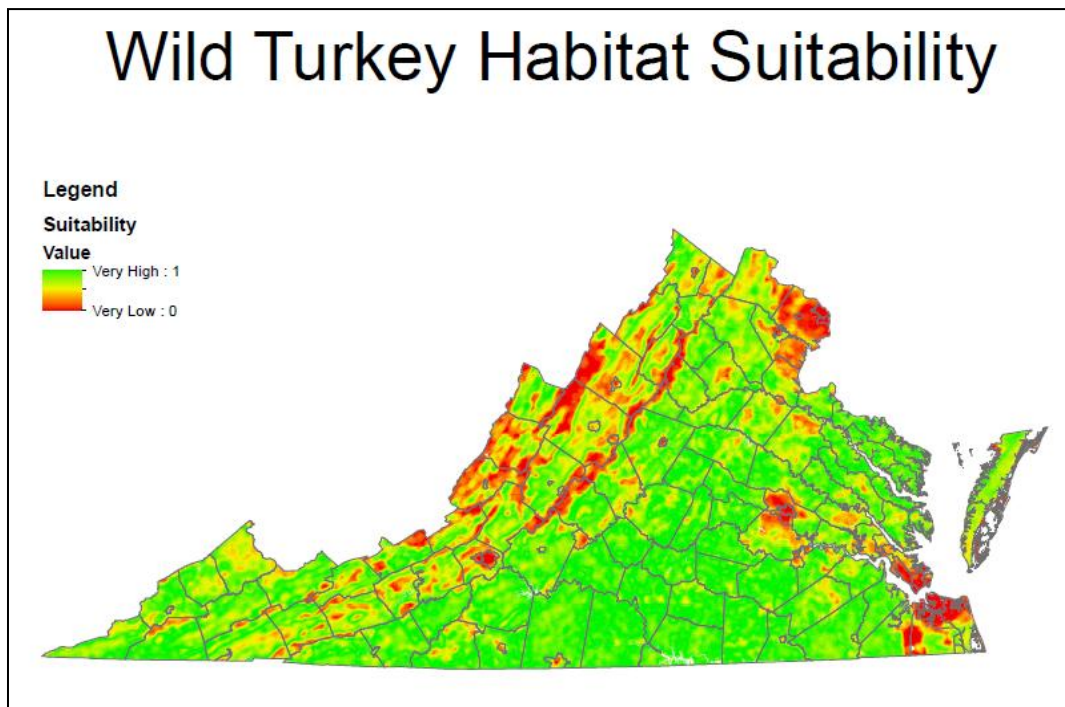 Wild Turkey Habitat Suitability
Legend
Suitability
Value
Very High : 1
Very Low : 0